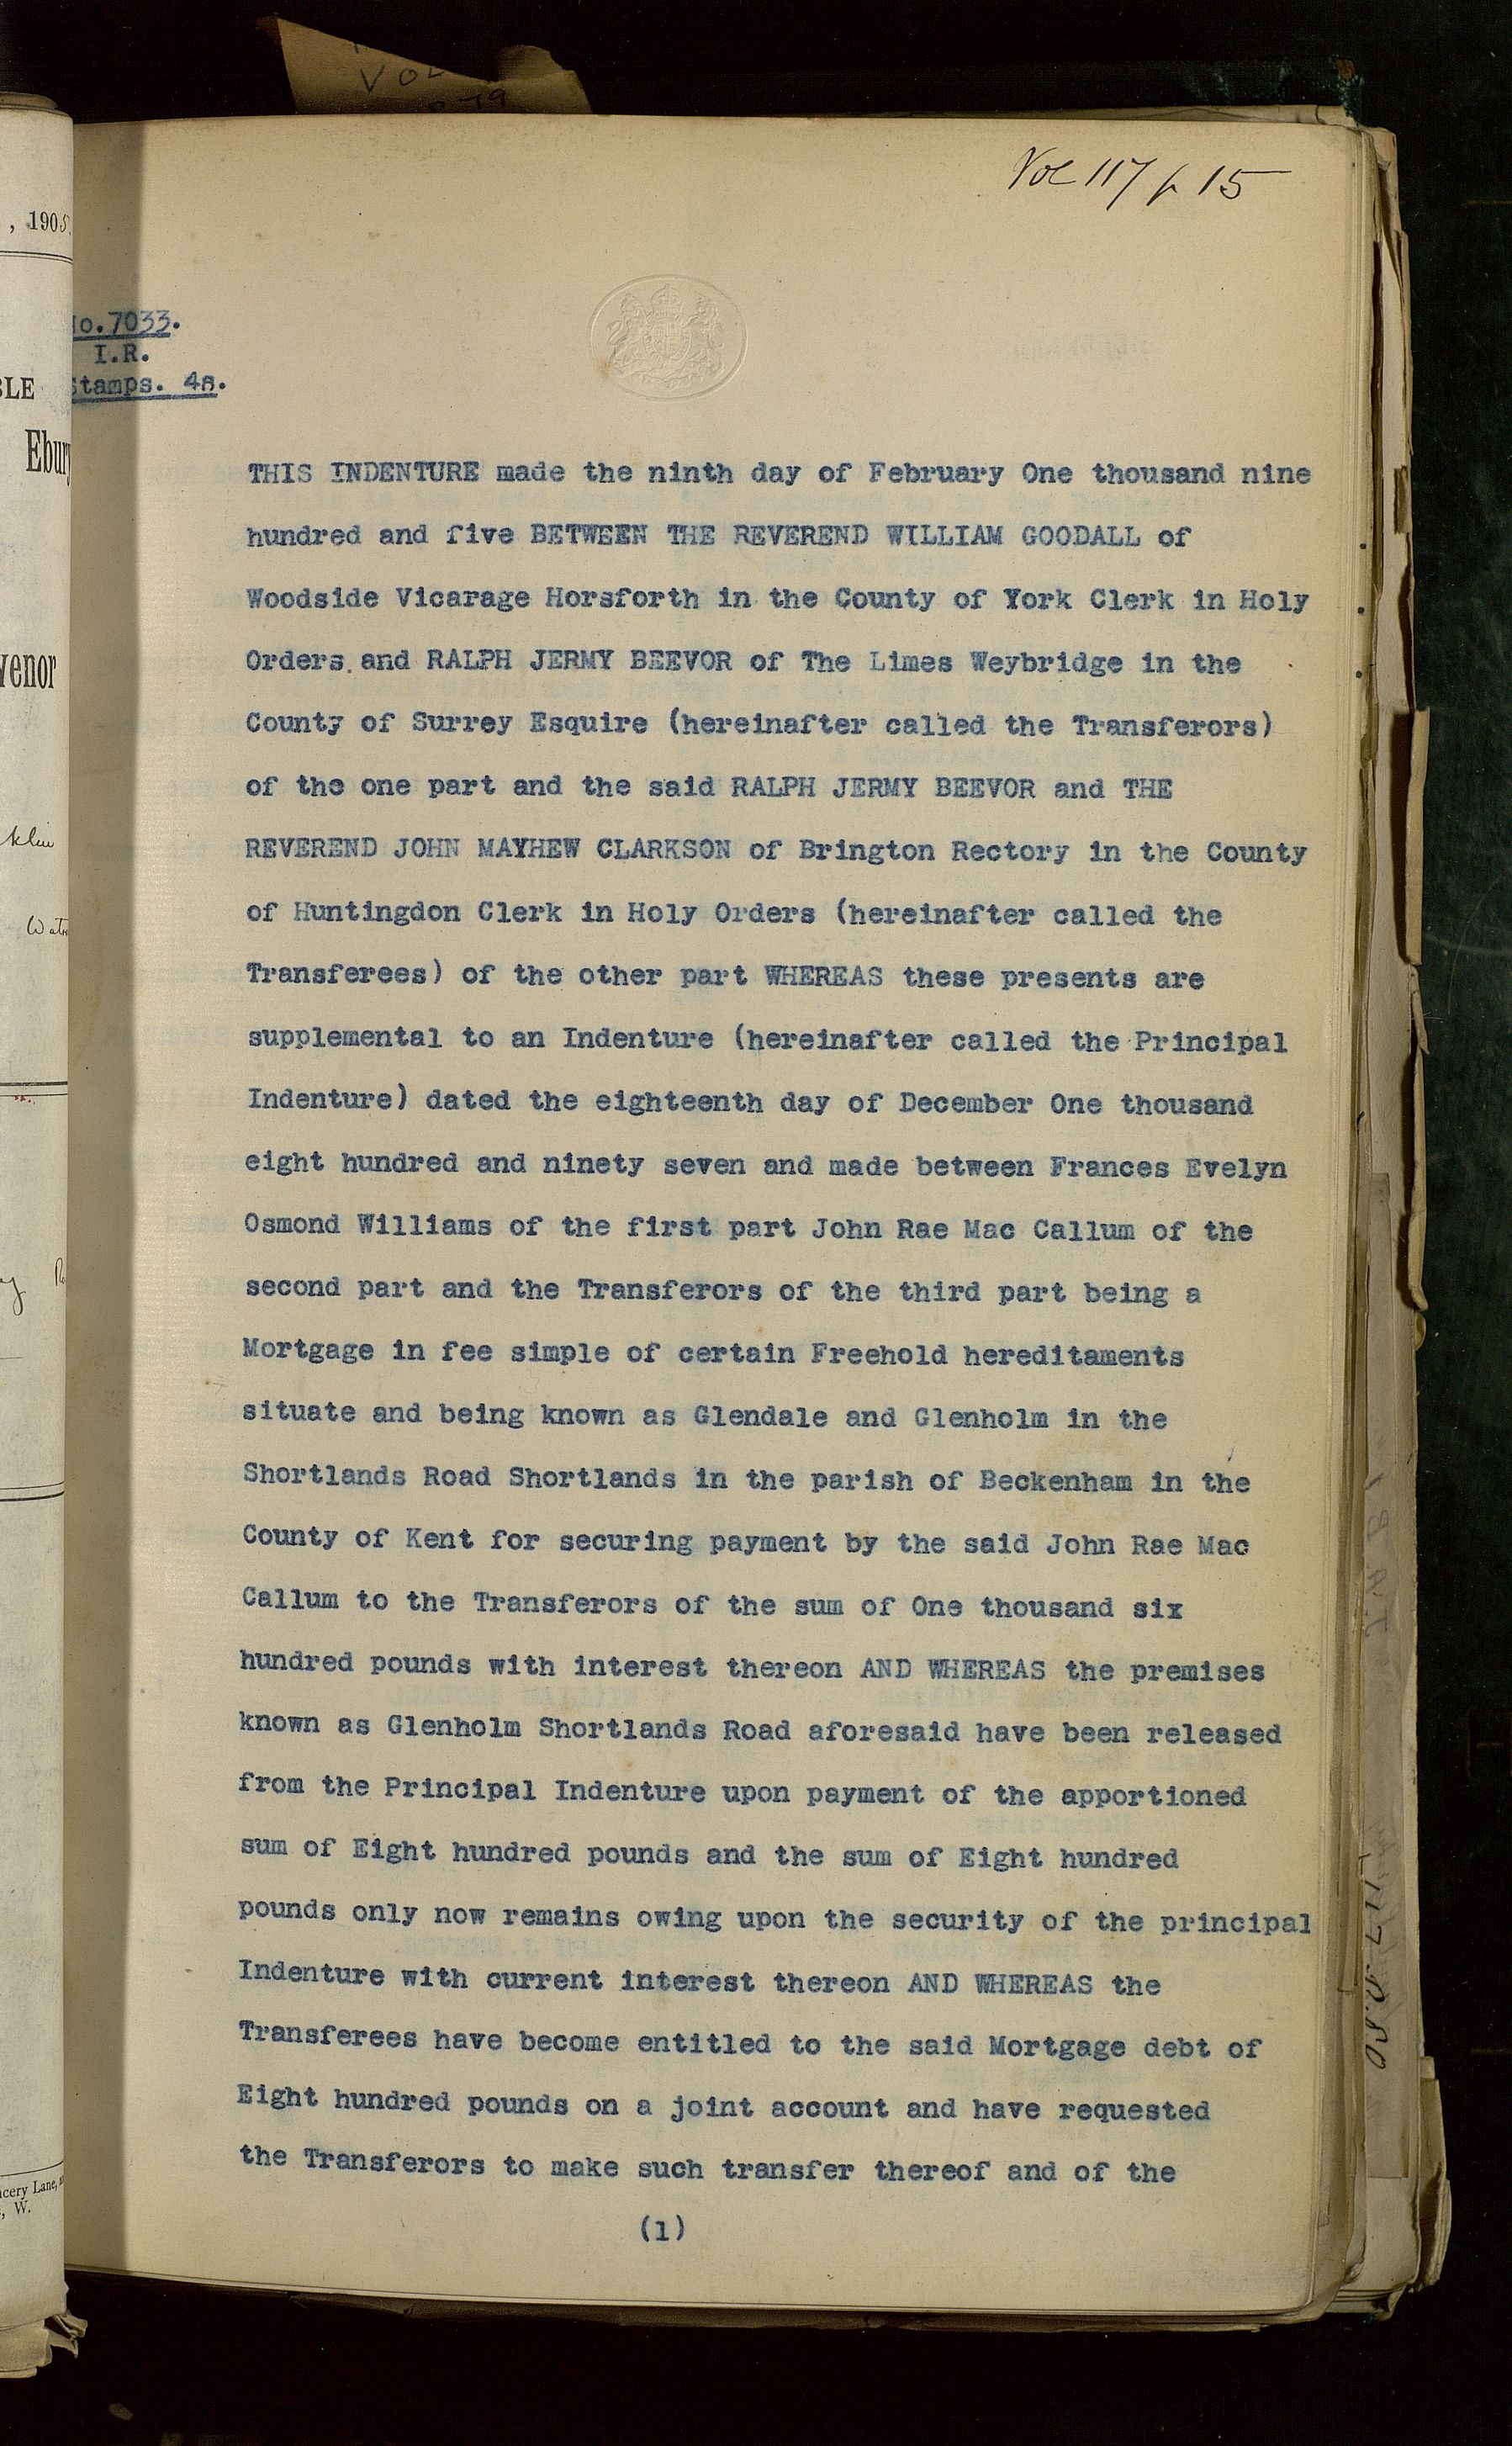 Vol 117 p 15
No.7033.
I.R.
Stamps. 4s.
THIS INDENTURE made the ninth day of February One thousand nine
hundred and five BETWEEN THE REVEREND WILLIAM GOODALL of
Woodside Vicarage Horsforth in the County of York Clerk in Holy
Orders and RALPH JERMY BEEVOR of The Limes Weybridge in the
County of Surrey Esquire (hereinafter called the Transferors)
of the one part and the said RALPH JERMY BEEVOR and THE
REVEREND JOHN MAYHEW CLARKSON of Brington Rectory in the County
of Huntingdon Clerk in Holy Orders (hereinafter called the
Transferees) of the other part WHEREAS these presents are
supplemental to an Indenture (hereinafter called the Principal
Indenture) dated the eighteenth day of December One thousand
eight hundred and ninety seven and made between Frances Evelyn
Osmond Williams of the first part John Rae Mac Callum of the
second part and the Transferors of the third part being a
Mortgage in fee simple of certain Freehold hereditaments
situate and being known as Glendale and Glenholm in the
Shortlands Road Shortlands in the parish of Beckenham in the
County of Kent for securing payment by the said John Rae Mac
Callum to the Transferors of the sum of One thousand six
hundred pounds with interest thereon AND WHEREAS the premises
known as Glenholm Shortlands Road aforesaid have been released
from the Principal Indenture upon payment of the apportioned
sum of Eight hundred pounds and the sum of Eight hundred
pounds only now remains owing upon the security of the principal
Indenture with current interest thereon AND WHEREAS the
Transferees have become entitled to the said Mortgage debt of
Eight hundred pounds on a joint account and have requested
the Transferors to make such transfer thereof and of the
(1)
, 1905
Ebury
venor
klin
cery Lane,
, W.